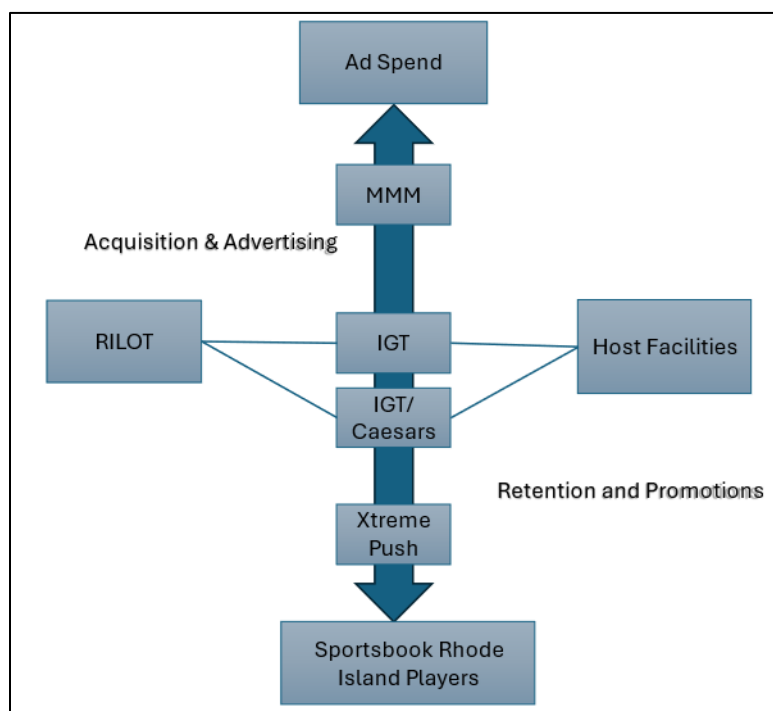 Ad Spend
MMM
Acquisition & Advertising
RILOT
IGT
Host Facilities
IGT/
Caesars
Retention and Promotions
Xtreme
Push
Sportsbook Rhode
Island Players